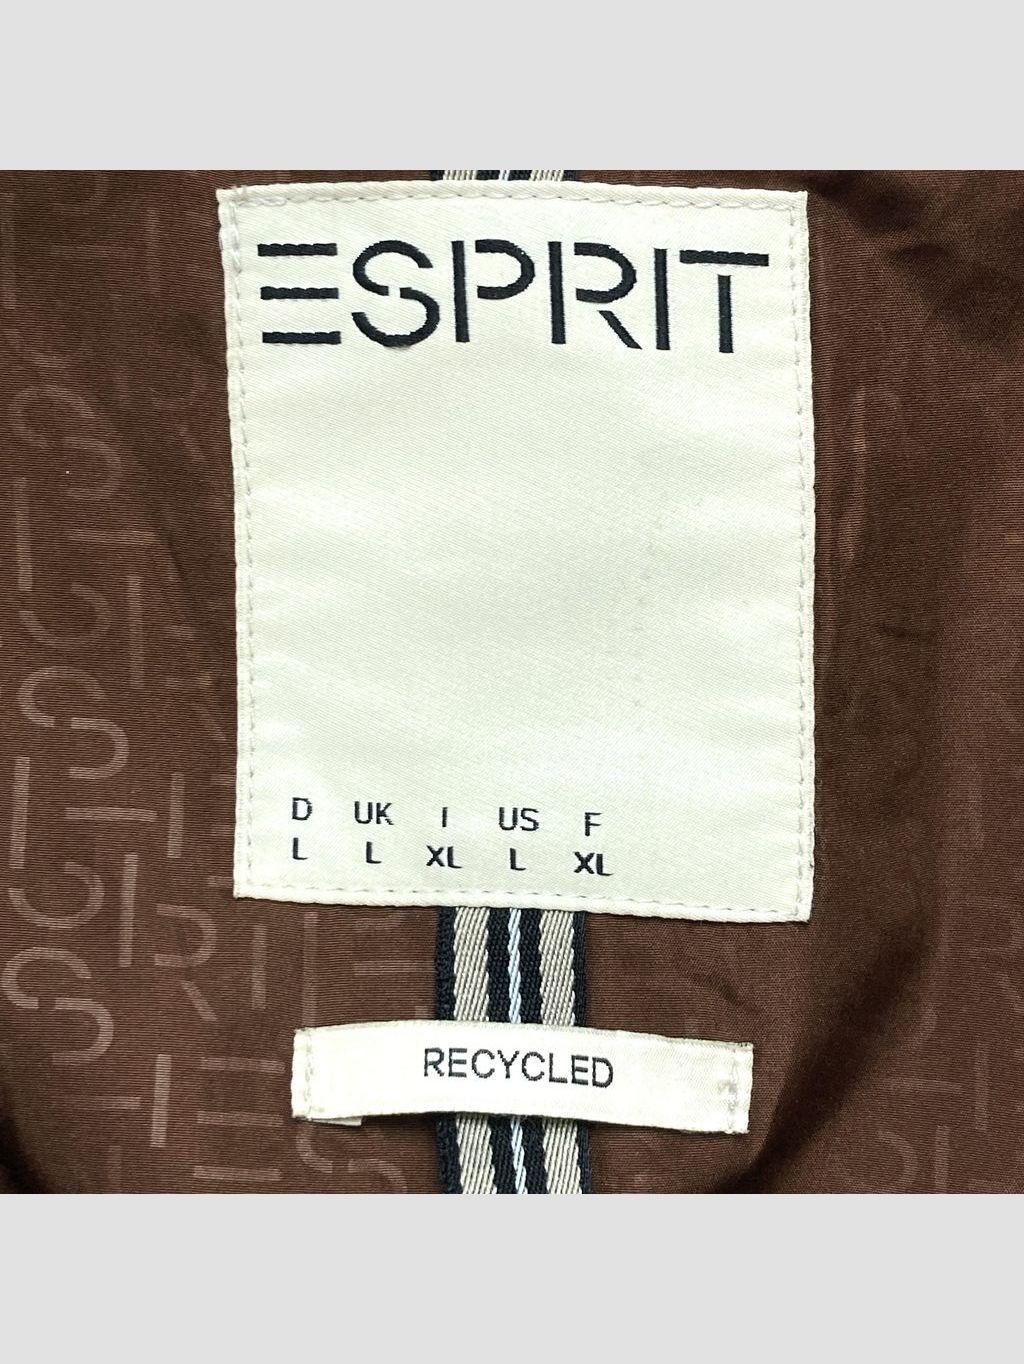 ESPRIT
D UK I US F
L L XL L XL
RECYCLED